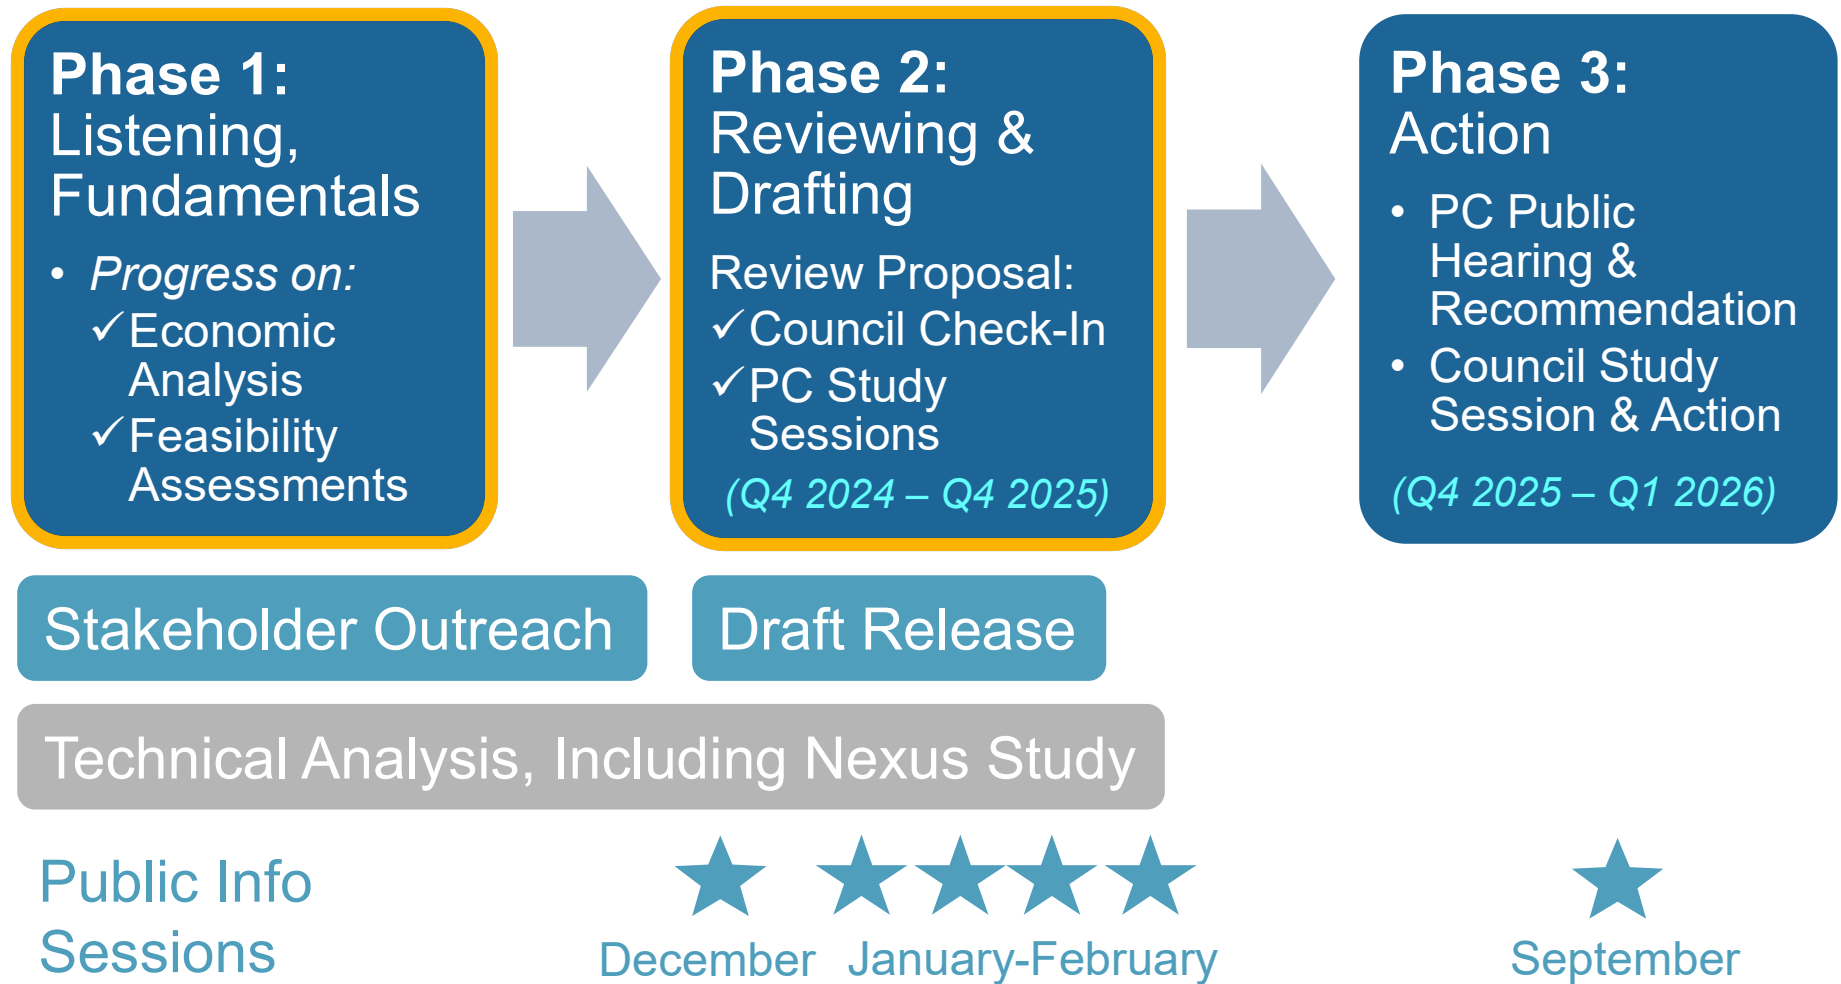 Phase 1:
Listening,
Fundamentals
• Progress on:
✓Economic
Analysis
✓Feasibility
Assessments
Phase 2:
Reviewing &
Drafting
Review Proposal:
✓Council Check-In
✓PC Study
Sessions
(Q4 2024 – Q4 2025)
Phase 3:
Action
• PC Public
Hearing &
Recommendation
• Council Study
Session & Action
(Q4 2025 – Q1 2026)
Stakeholder Outreach
Draft Release
Technical Analysis, Including Nexus Study
Public Info
Sessions
December
January-February
September